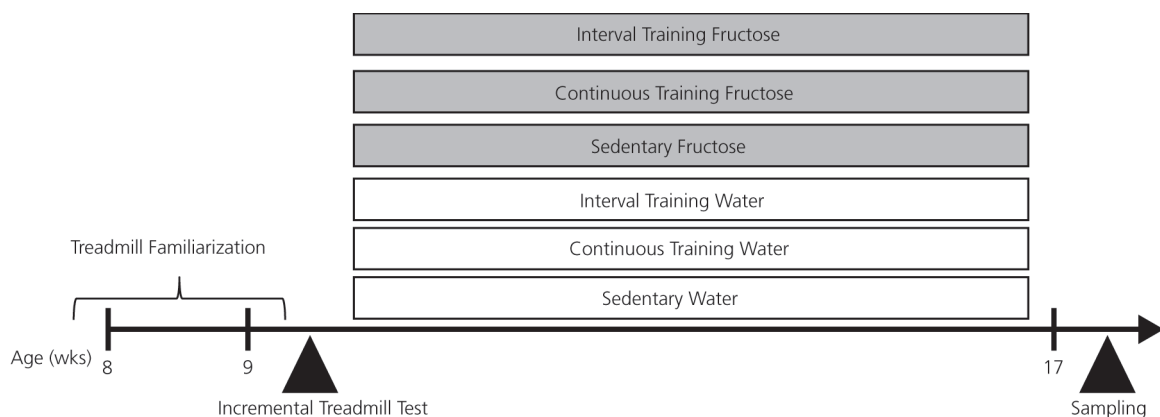 Interval Training Fructose
Continuous Training Fructose
Sedentary Fructose
Interval Training Water
Continuous Training Water
Sedentary Water
Treadmill Familiarization
Age (wks)
8
9
17
Incremental Treadmill Test
Sampling